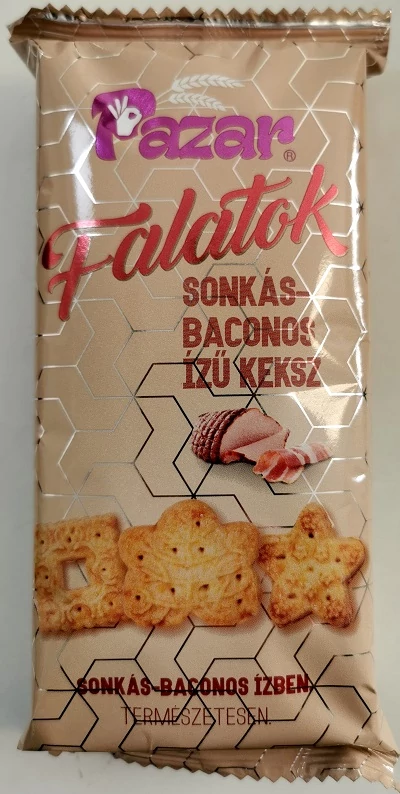 Pazar®
Falatok
SONKÁS-
BACONOS
ÍZŰ KEKSZ
SONKÁS-BACONOS ÍZBEN.
TERMÉSZETESEN.